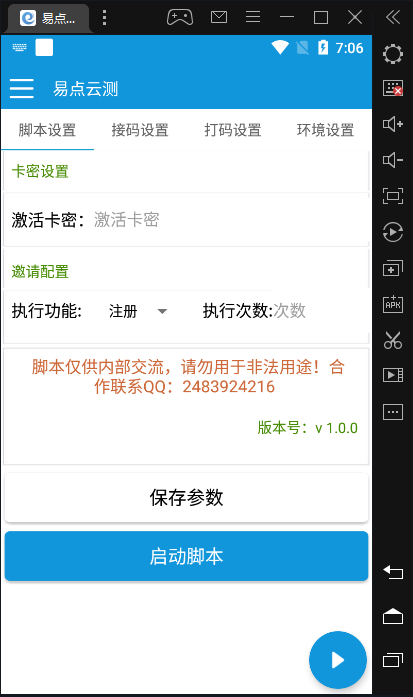 易点...
7:06
易点云测
脚本设置 接码设置 打码设置 环境设置
卡密设置
激活卡密：激活卡密
邀请配置
执行功能: 注册 执行次数:次数
脚本仅供内部交流，请勿用于非法用途！合
作联系QQ：2483924216
版本号：v 1.0.0
保存参数
启动脚本
APK